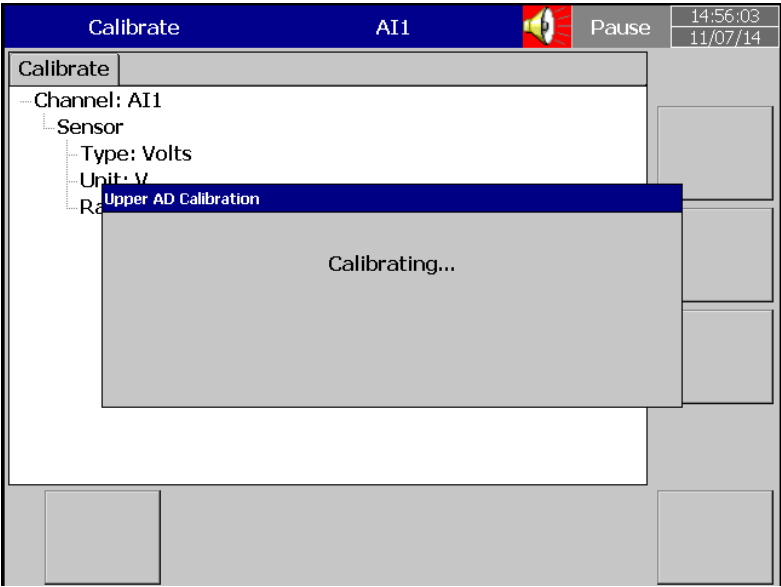 Calibrate AI1 Pause 14:56:03
11/07/14
Calibrate
Channel: AI1
Sensor
Type: Volts
Unit: V
Ra
Upper AD Calibration
Calibrating...